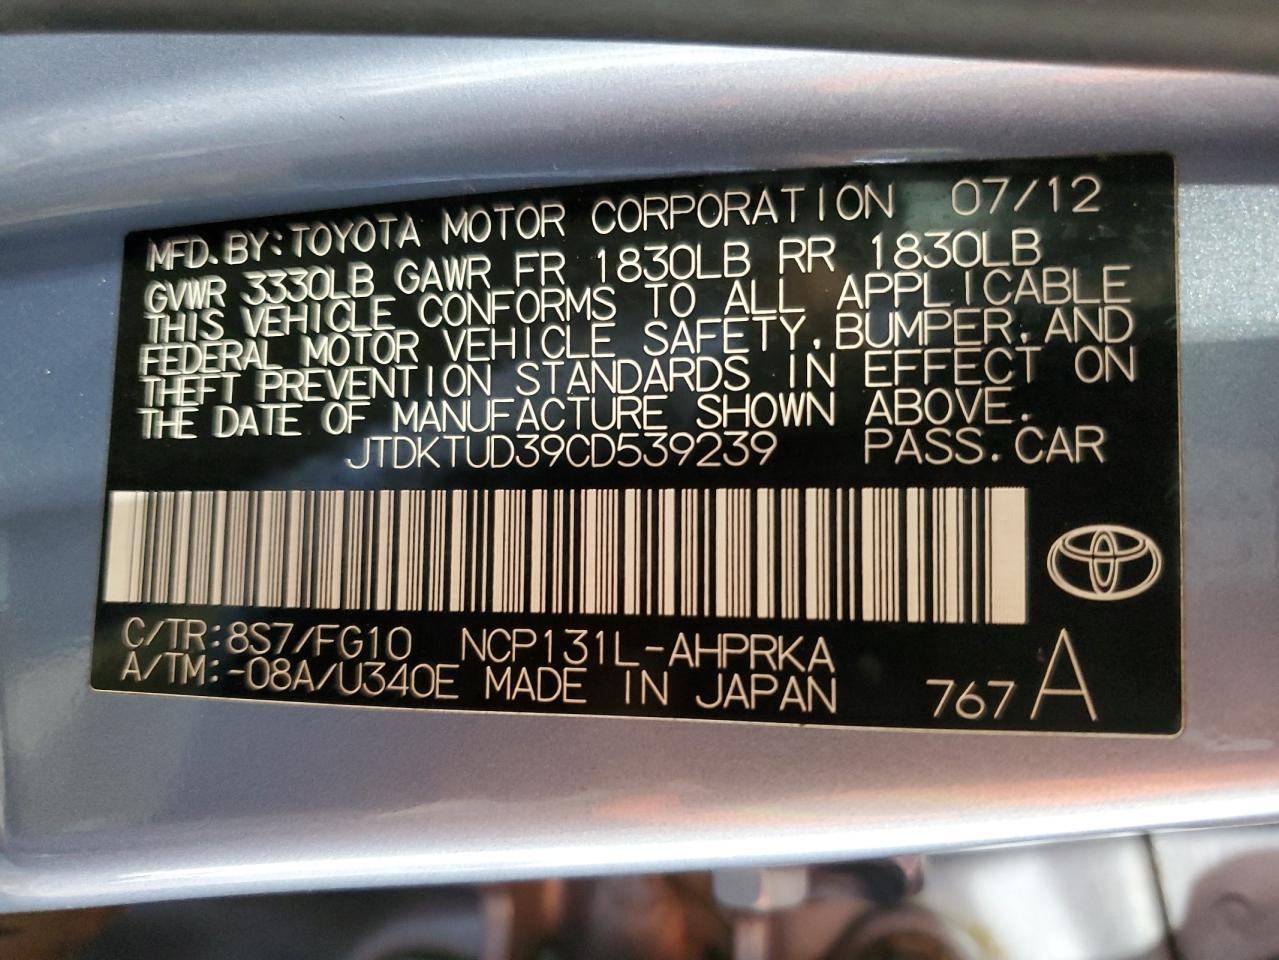 MFD.BY:TOYOTA MOTOR CORPORATION 07/12
GVWR 3330LB GAWR FR 1830LB RR 1830LB
THIS VEHICLE CONFORMS TO ALL APPLICABLE
FEDERAL MOTOR VEHICLE SAFETY,BUMPER,AND
THEFT PREVENTION STANDARDS IN EFFECT ON
THE DATE OF MANUFACTURE SHOWN ABOVE.
JTDKTUD39CD539239 PASS.CAR
C/TR:8S7/FG10 NCP131L-AHPRKA
A/TM:-08A/U340E MADE IN JAPAN 767 A